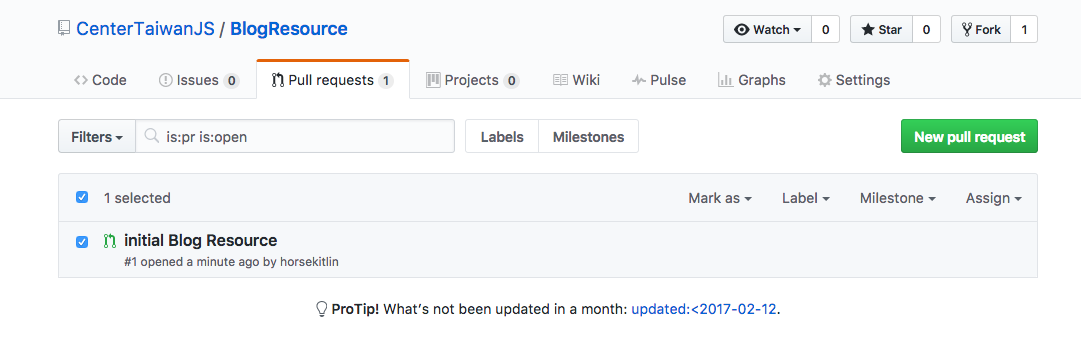 CenterTaiwanJS / BlogResource Watch 0 Star 0 Fork 1
Code Issues 0 Pull requests 1 Projects 0 Wiki Pulse Graphs Settings
Filters is:pr is:open Labels Milestones New pull request
1 selected Mark as Label Milestone Assign
initial Blog Resource
#1 opened a minute ago by horsekitlin
ProTip! What's not been updated in a month: updated:<2017-02-12.